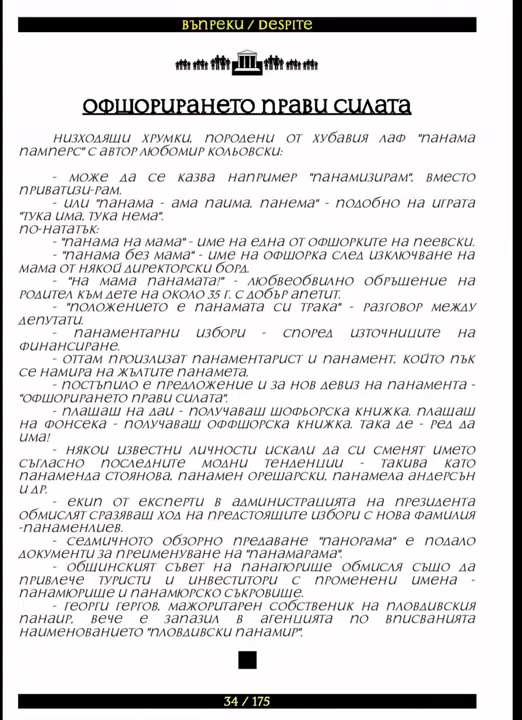 ВЪПРЕКИ / DESPITE
ОФШОРИРАНЕТО ПРАВИ СИЛАТА
НИЗХОДЯЩИ ХРУМКИ, ПОРОДЕНИ ОТ ХУБАВИЯ ЛАФ "ПАНАМА
ПАМПЕРС" С АВТОР ЛЮБОМИР КОЛЬОВСКИ:
- МОЖЕ ДА СЕ КАЗВА НАПРИМЕР "ПАНАМИЗИРАМ", ВМЕСТО
ПРИВАТИЗИ-РАМ.
- ИЛИ "ПАНАМА - АМА ПАИМА, ПАНЕМА" - ПОДОБНО НА ИГРАТА
"ТУКА ИМА, ТУКА НЕМА".
ПО-НАТАТЪК:
- "ПАНАМА НА МАМА" - ИМЕ НА ЕДНА ОТ ОФШОРКИТЕ НА ПЕЕВСКИ.
- "ПАНАМА БЕЗ МАМА" - ИМЕ НА ОФШОРКА СЛЕД ИЗКЛЮЧВАНЕ НА
МАМА ОТ НЯКОЙ ДИРЕКТОРСКИ БОРД.
- "НА МАМА ПАНАМАТА!" - ЛЮБВЕОБВИЛНО ОБРЪЩЕНИЕ НА
РОДИТЕЛ КЪМ ДЕТЕ НА ОКОЛО 35 Г. С ДОБЪР АПЕТИТ.
- "ПОЛОЖЕНИЕТО Е ПАНАМАТА СИ ТРАКА" - РАЗГОВОР МЕЖДУ
ДЕПУТАТИ.
- ПАНАМЕНТАРНИ ИЗБОРИ - СПОРЕД ИЗТОЧНИЦИТЕ НА
ФИНАНСИРАНЕ.
- ОТТАМ ПРОИЗЛИЗАТ ПАНАМЕНТАРИСТ И ПАНАМЕНТ, КОЙТО ПЪК
СЕ НАМИРА НА ЖЪЛТИТЕ ПАНАМЕТА.
- ПОСТЪПИЛО Е ПРЕДЛОЖЕНИЕ И ЗА НОВ ДЕВИЗ НА ПАНАМЕНТА -
"ОФШОРИРАНЕТО ПРАВИ СИЛАТА".
- ПЛАЩАШ НА ДАИ - ПОЛУЧАВАШ ШОФЬОРСКА КНИЖКА, ПЛАЩАШ
НА ФОНСЕКА - ПОЛУЧАВАШ ОФФШОРСКА КНИЖКА, ТАКА ДЕ - РЕД ДА
ИМА!
- НЯКОИ ИЗВЕСТНИ ЛИЧНОСТИ ИСКАЛИ ДА СИ СМЕНЯТ ИМЕТО
СЪГЛАСНО ПОСЛЕДНИТЕ МОДНИ ТЕНДЕНЦИИ - ТАКИВА КАТО
ПАНАМЕНДА СТОЯНОВА, ПАНАМЕН ОРЕШАРСКИ, ПАНАМЕЛА АНДЕРСЪН
И ДР.
- ЕКИП ОТ ЕКСПЕРТИ В АДМИНИСТРАЦИЯТА НА ПРЕЗИДЕНТА
ОБМИСЛЯТ СРАЗЯВАЩ ХОД НА ПРЕДСТОЯЩИТЕ ИЗБОРИ С НОВА ФАМИЛИЯ
-ПАНАМЕНЛИЕВ.
- СЕДМИЧНОТО ОБЗОРНО ПРЕДАВАНЕ "ПАНОРАМА" Е ПОДАЛО
ДОКУМЕНТИ ЗА ПРЕИМЕНУВАНЕ НА "ПАНАМАРАМА".
- ОБЩИНСКИЯТ СЪВЕТ НА ПАНАГЮРИЩЕ ОБМИСЛЯ СЪЩО ДА
ПРИВЛЕЧЕ ТУРИСТИ И ИНВЕСТИТОРИ С ПРОМЕНЕНИ ИМЕНА -
ПАНАМЮРИЩЕ И ПАНАМЮРСКО СЪКРОВИЩЕ.
- ГЕОРГИ ГЕРГОВ, МАЖОРИТАРЕН СОБСТВЕНИК НА ПЛОВДИВСКИЯ
ПАНАИР, ВЕЧЕ Е ЗАПАЗИЛ В АГЕНЦИЯТА ПО ВПИСВАНИЯТА
НАИМЕНОВАНИЕТО "ПЛОВДИВСКИ ПАНАМИР".
34 / 175